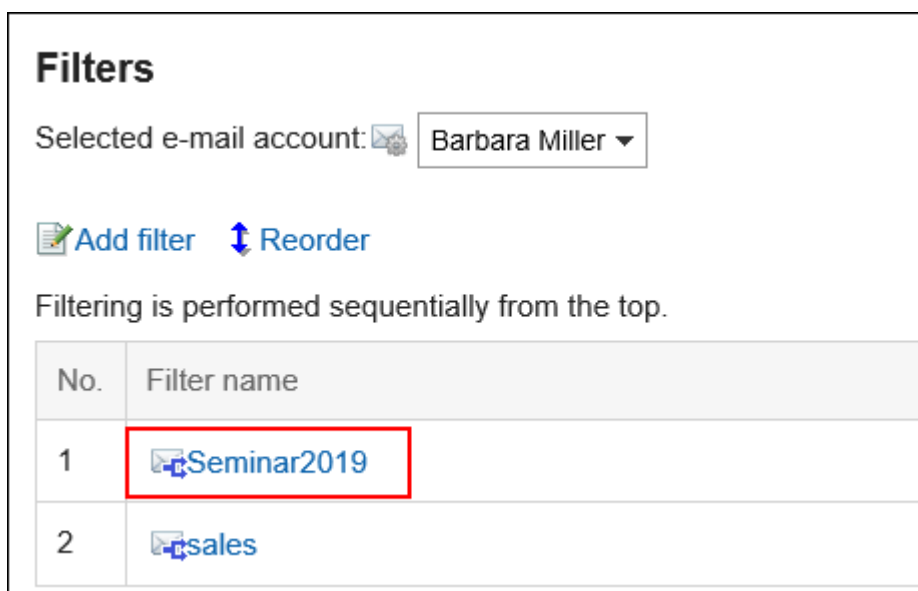 Filters
Selected e-mail account: Barbara Miller
Add filter Reorder
Filtering is performed sequentially from the top.
No. Filter name
1 Seminar2019
2 sales